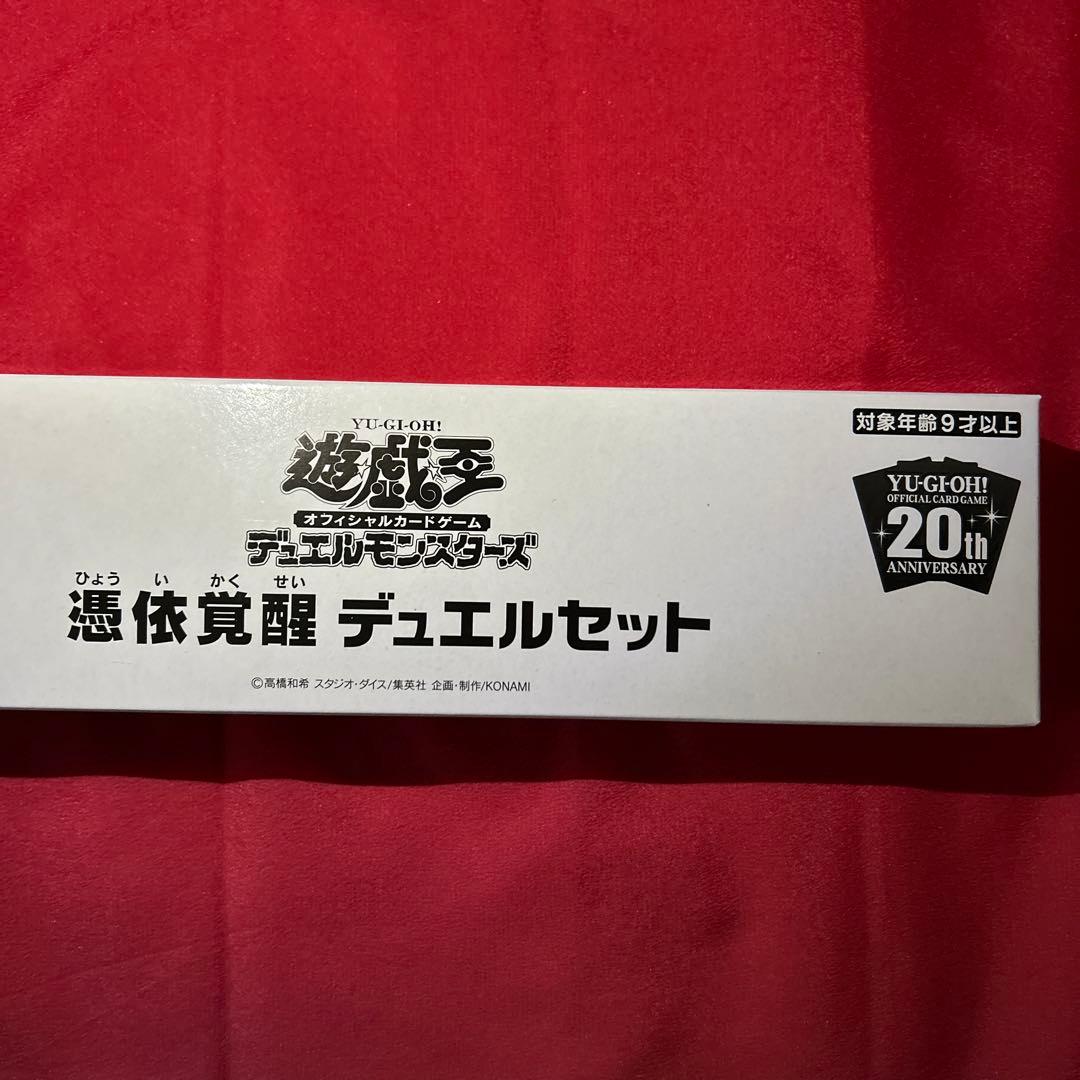 YU-GI-OH!
遊戯王
オフィシャルカードゲーム
デュエルモンスターズ
ひょう い かく せい
憑依覚醒 デュエルセット
©高橋和希 スタジオ・ダイス/集英社 企画・制作/KONAMI
対象年齢9才以上
YU-GI-OH!
OFFICIAL CARD GAME
20th
ANNIVERSARY